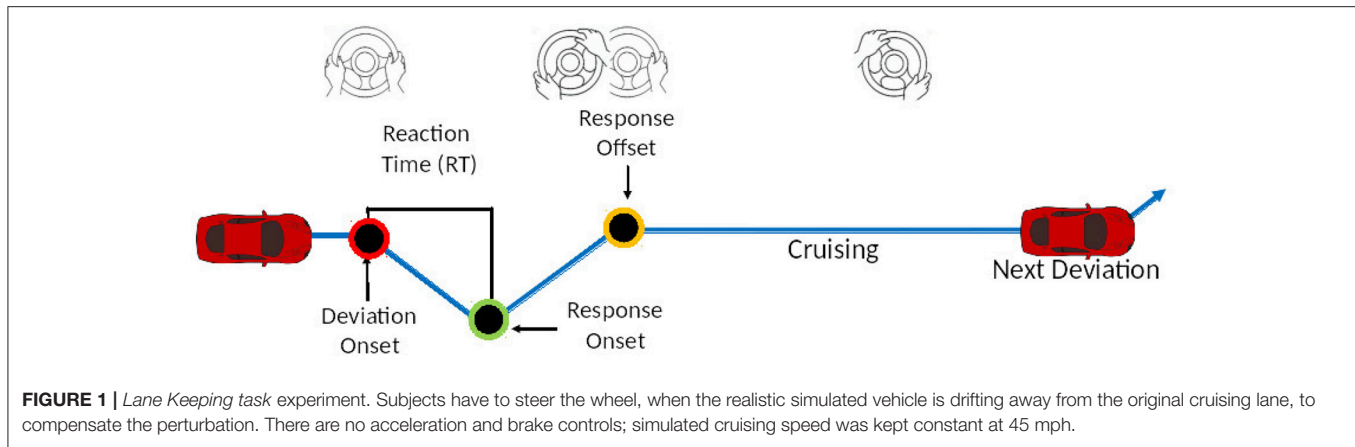 Reaction
Time (RT)
Response
Offset
Deviation
Onset
Response
Onset
Cruising
Next Deviation
FIGURE 1 | Lane Keeping task experiment. Subjects have to steer the wheel, when the realistic simulated vehicle is drifting away from the original cruising lane, to
compensate the perturbation. There are no acceleration and brake controls; simulated cruising speed was kept constant at 45 mph.